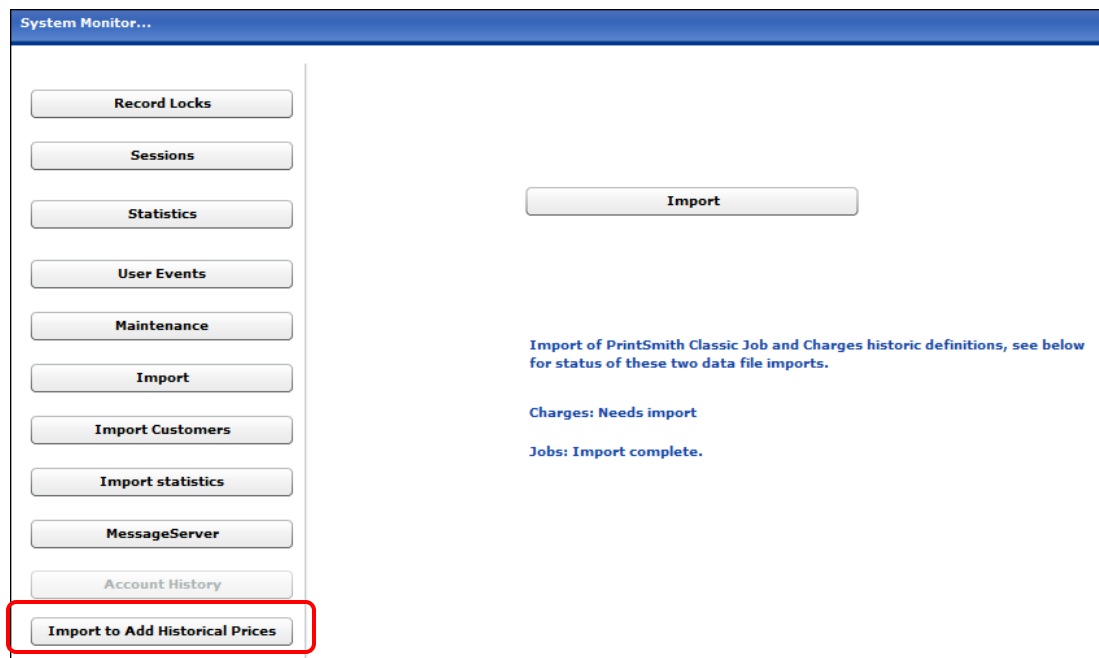 System Monitor...
Record Locks
Sessions
Statistics
User Events
Maintenance
Import
Import Customers
Import statistics
MessageServer
Account History
Import to Add Historical Prices
Import
Import of PrintSmith Classic Job and Charges historic definitions, see below
for status of these two data file imports.
Charges: Needs import
Jobs: Import complete.